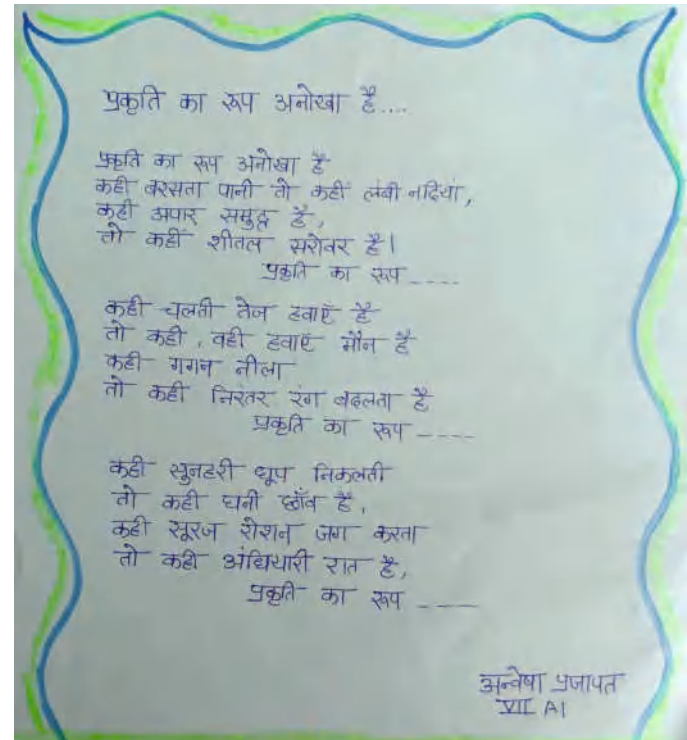 प्रकृति का रूप अनोखा है....
प्रकृति का रूप अनोखा है
कही बरसता पानी तो कहीं लंबी नदियां,
कही अपार समुद्र है,
तो कहीं शीतल सरोवर है।
प्रकृति का रूप -----
कही चलती तेज हवाएँ है
तो कही, वही हवाएँ मौन है
कही गगन नीला
तो कही निरंतर रंग बदलता है
प्रकृति का रूप -----
कही सुनहरी धूप निकलती
तो कही घनी छाँव है,
कही सूरज रोशन जग करता
तो कही अंधियारी रात है,
प्रकृति का रूप ----
अन्वेषा प्रजापत
VII A1